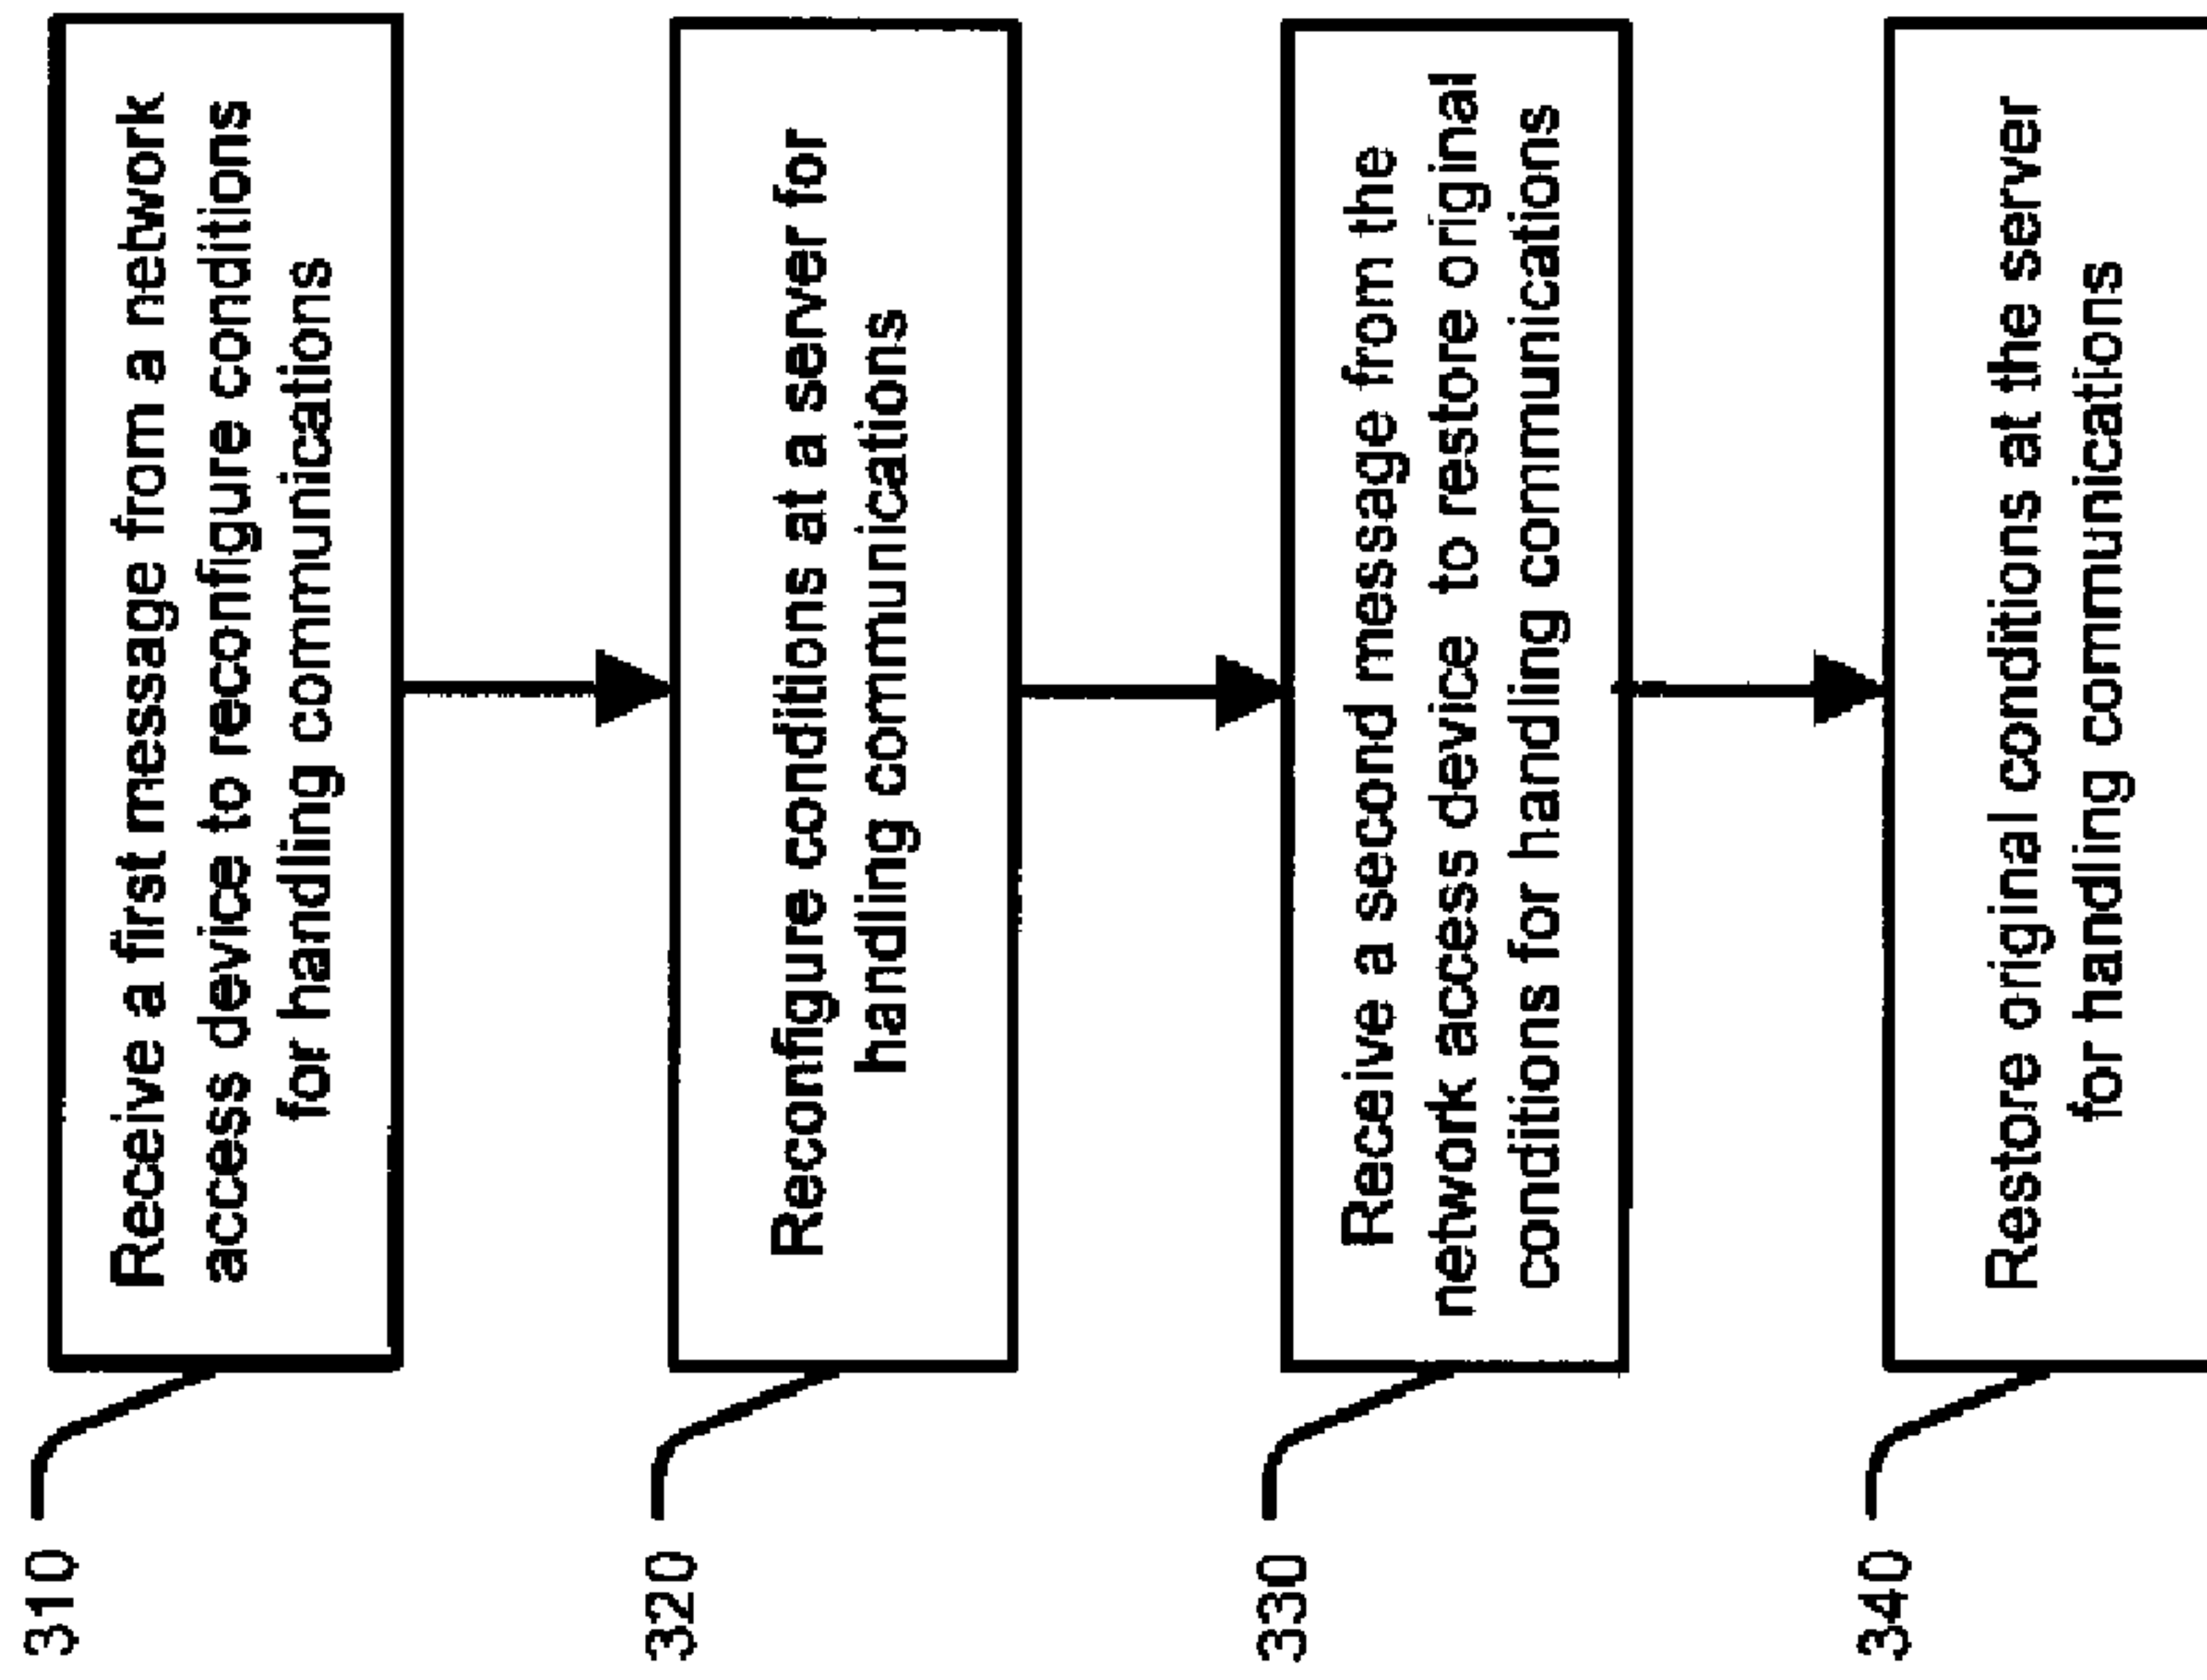 310
Receive a first message from a network
access device to reconfigure conditions
for handling communications
320
Reconfigure conditions at a server for
handling communications
330
Receive a second message from the
network access device to restore original
conditions for handling communications
340
Restore original conditions at the server
for handling communications